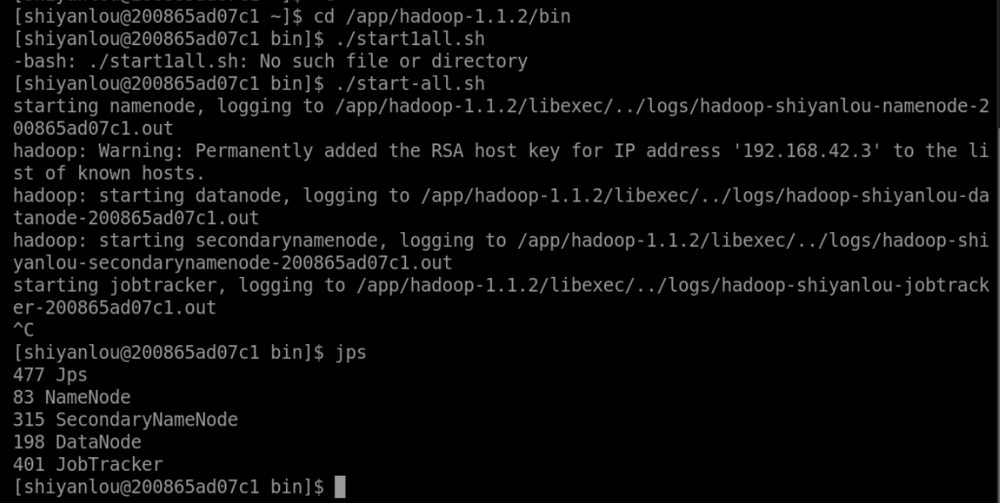 [shiyanlou@200865ad07c1 ~]$ cd /app/hadoop-1.1.2/bin
[shiyanlou@200865ad07c1 bin]$ ./start1all.sh
-bash: ./start1all.sh: No such file or directory
[shiyanlou@200865ad07c1 bin]$ ./start-all.sh
starting namenode, logging to /app/hadoop-1.1.2/libexec/../logs/hadoop-shiyanlou-namenode-2
00865ad07c1.out
hadoop: Warning: Permanently added the RSA host key for IP address '192.168.42.3' to the li
st of known hosts.
hadoop: starting datanode, logging to /app/hadoop-1.1.2/libexec/../logs/hadoop-shiyanlou-da
tanode-200865ad07c1.out
hadoop: starting secondarynamenode, logging to /app/hadoop-1.1.2/libexec/../logs/hadoop-shi
yanlou-secondarynamenode-200865ad07c1.out
starting jobtracker, logging to /app/hadoop-1.1.2/libexec/../logs/hadoop-shiyanlou-jobtrack
er-200865ad07c1.out
^C
[shiyanlou@200865ad07c1 bin]$ jps
477 Jps
83 NameNode
315 SecondaryNameNode
198 DataNode
401 JobTracker
[shiyanlou@200865ad07c1 bin]$